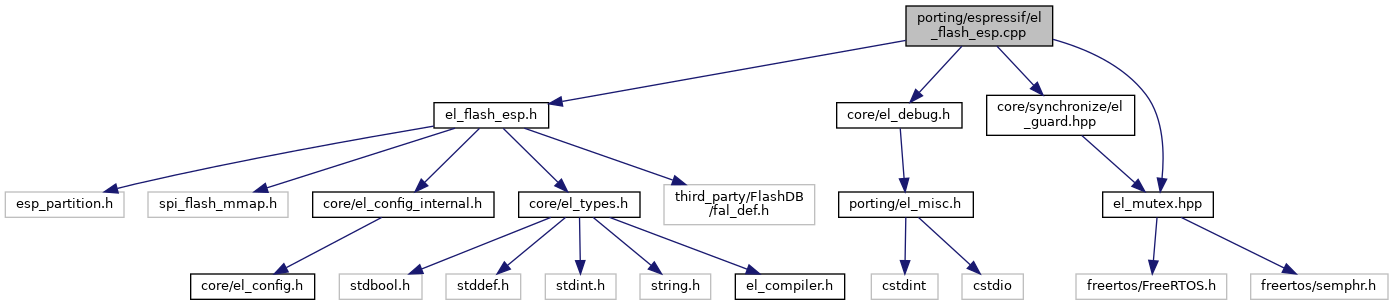 porting/espressif/el
_flash_esp.cpp
el_flash_esp.h
core/el_debug.h
core/synchronize/el
_guard.hpp
esp_partition.h
spi_flash_mmap.h
core/el_config_internal.h
core/el_types.h
third_party/FlashDB
/fal_def.h
porting/el_misc.h
el_mutex.hpp
core/el_config.h
stdbool.h
stddef.h
stdint.h
string.h
el_compiler.h
cstdint
cstdio
freertos/FreeRTOS.h
freertos/semphr.h